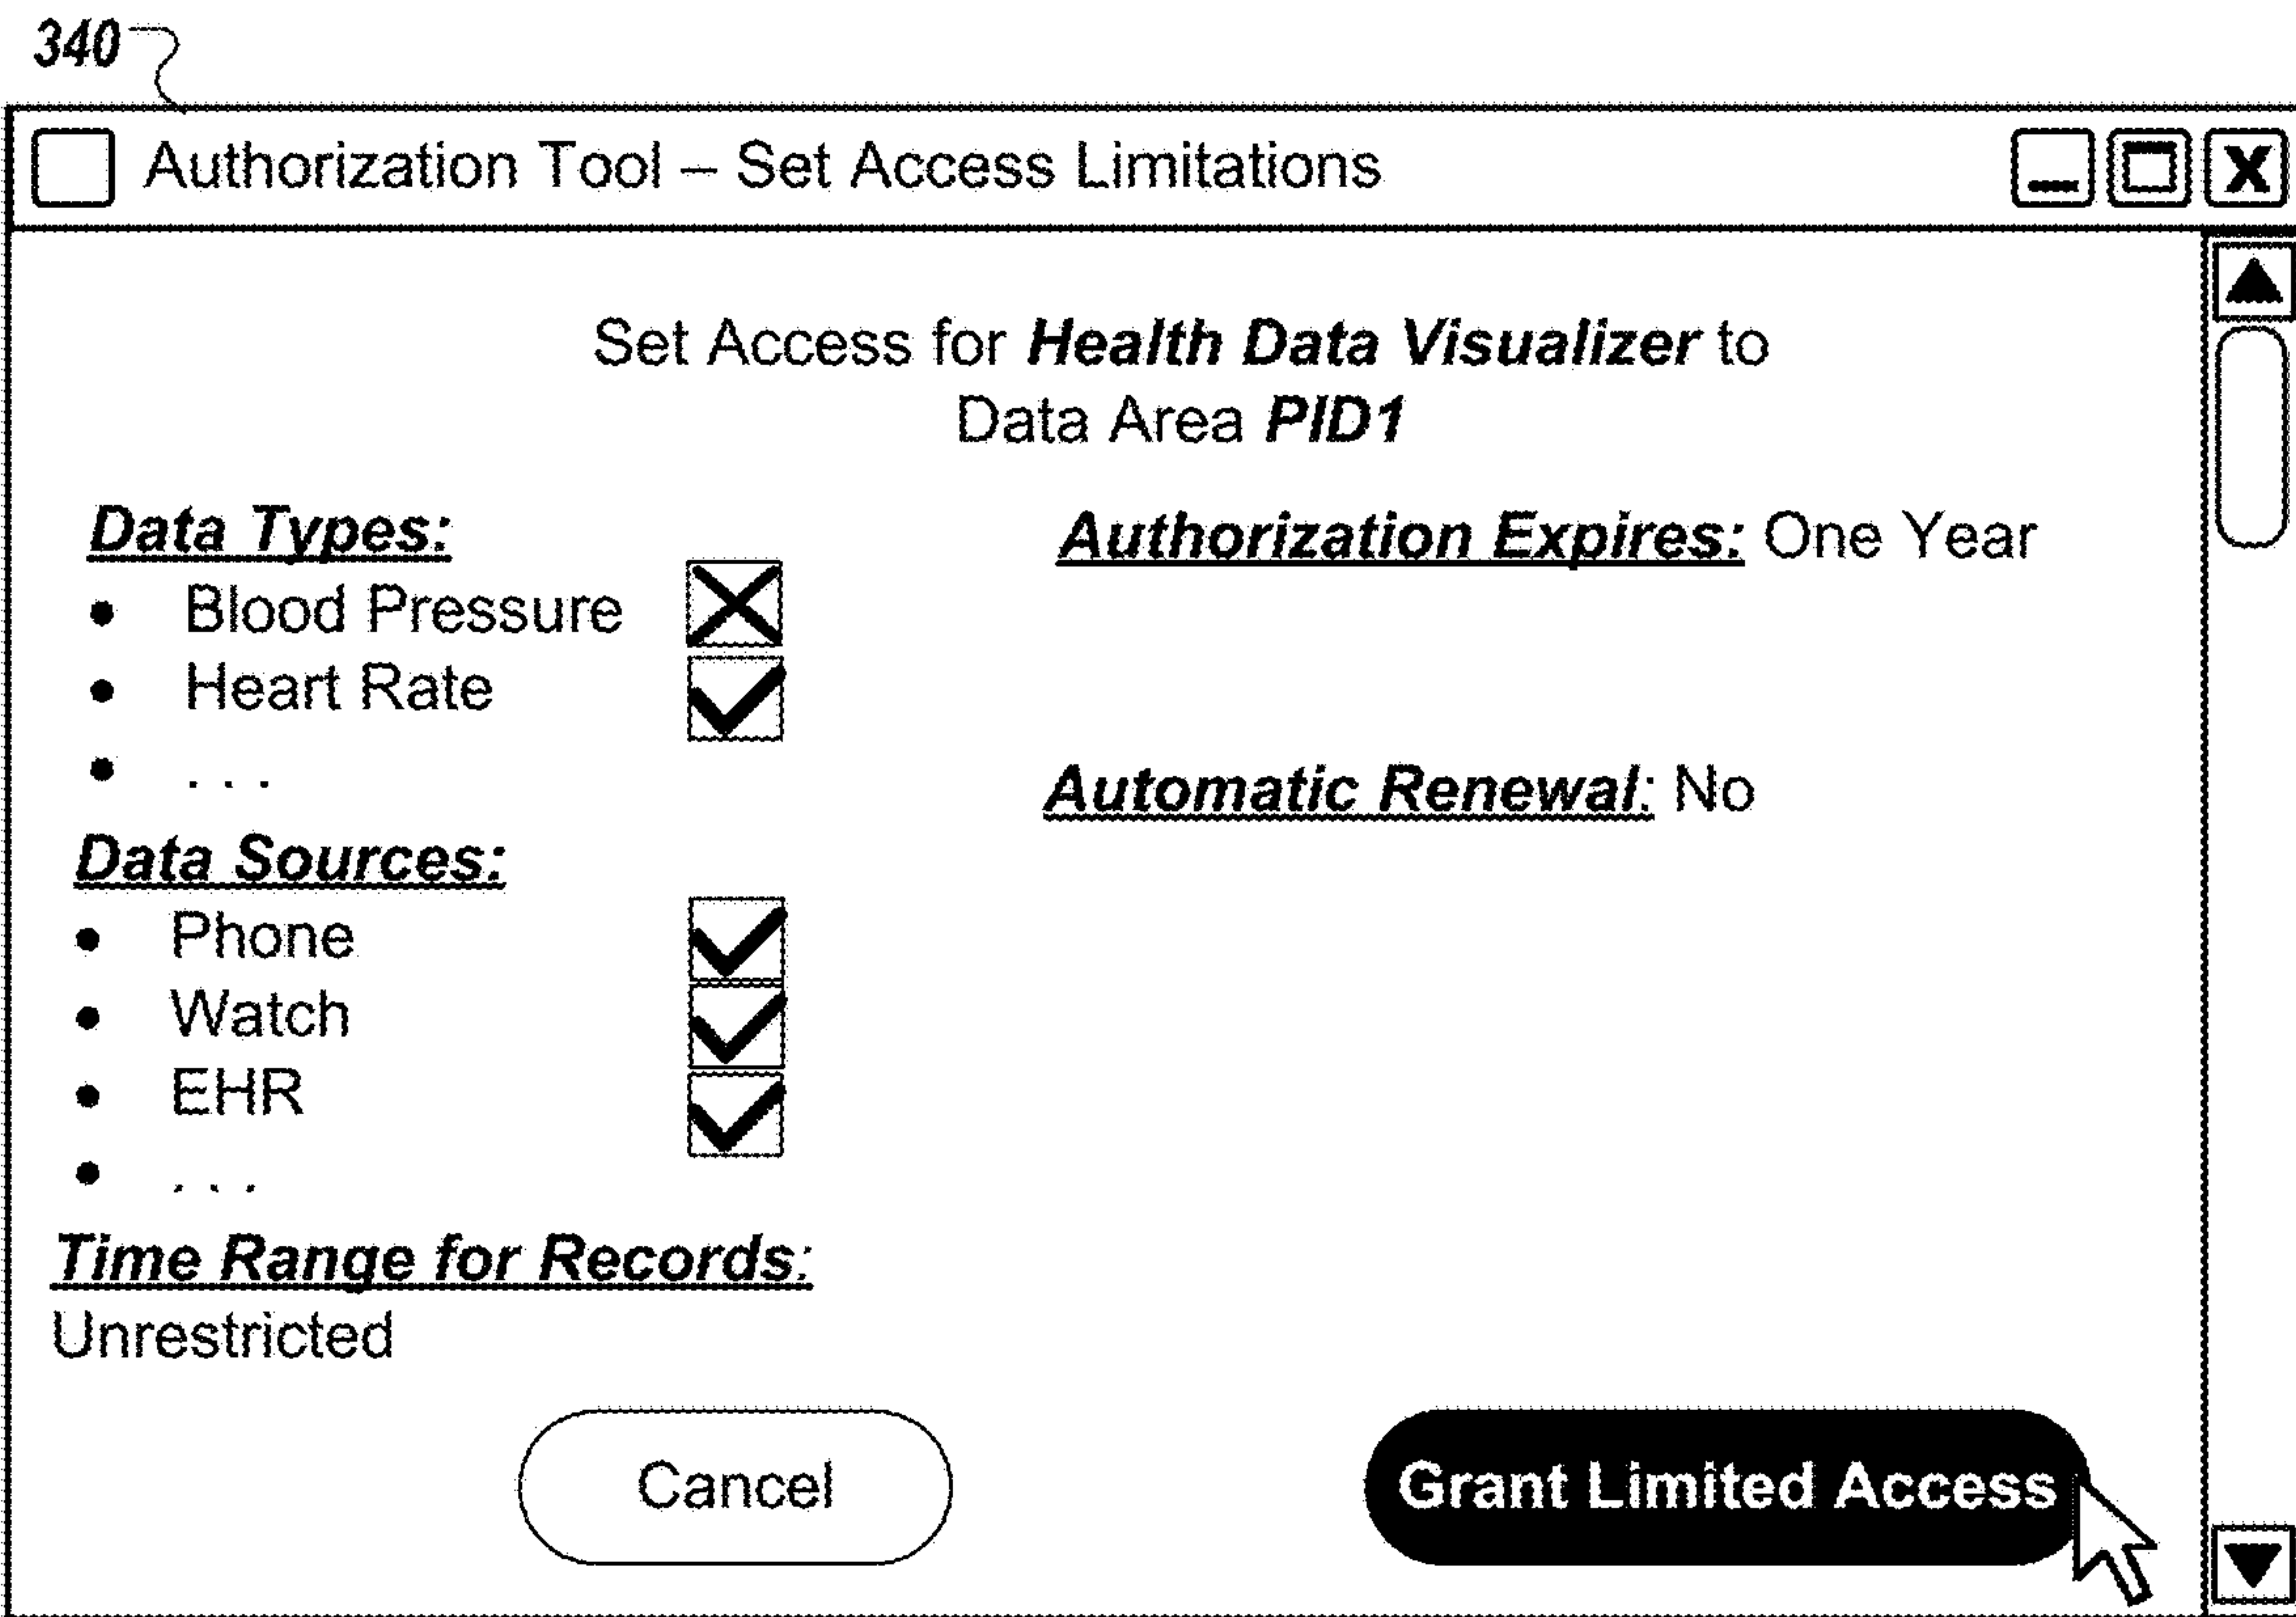 340
Authorization Tool – Set Access Limitations
Set Access for Health Data Visualizer to
Data Area PID1
Data Types:
• Blood Pressure
• Heart Rate
• . . .
Data Sources:
• Phone
• Watch
• EHR
• . . .
Time Range for Records:
Unrestricted
Authorization Expires: One Year
Automatic Renewal: No
Cancel
Grant Limited Access